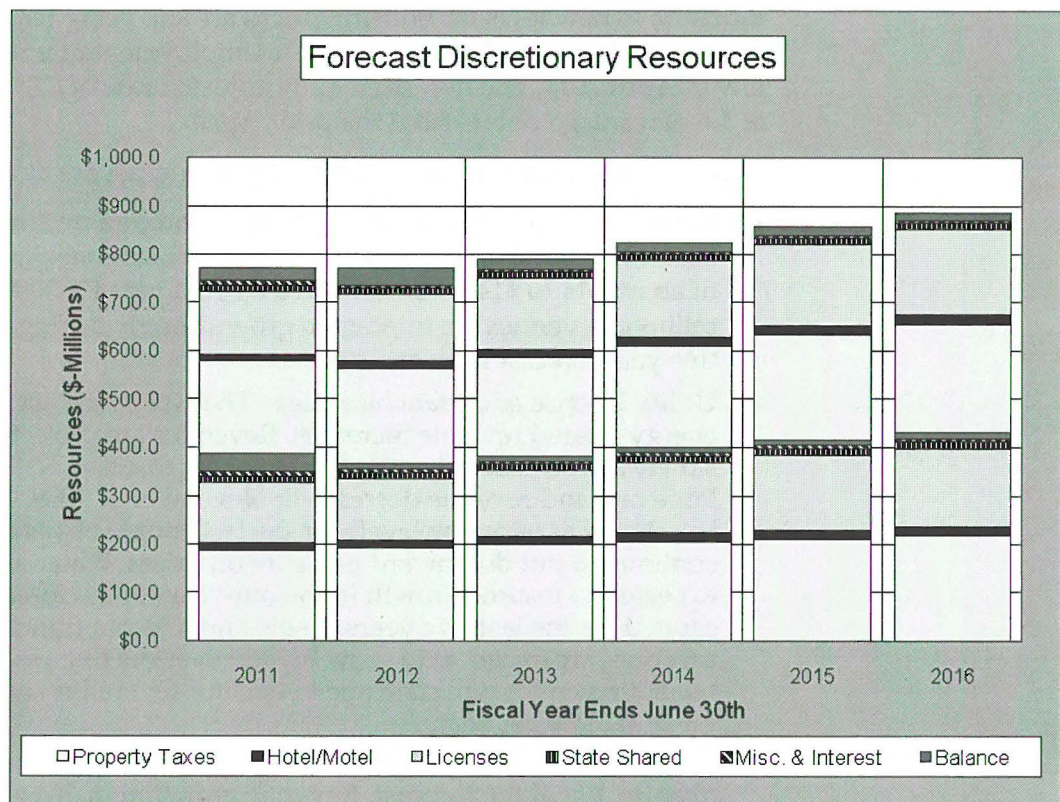 Forecast Discretionary Resources
Resources ($-Millions)
$1,000.0
$900.0
$800.0
$700.0
$600.0
$500.0
$400.0
$300.0
$200.0
$100.0
$0.0
2011 2012 2013 2014 2015 2016
Fiscal Year Ends June 30th
Property Taxes Hotel/Motel Licenses State Shared Misc. & Interest Balance